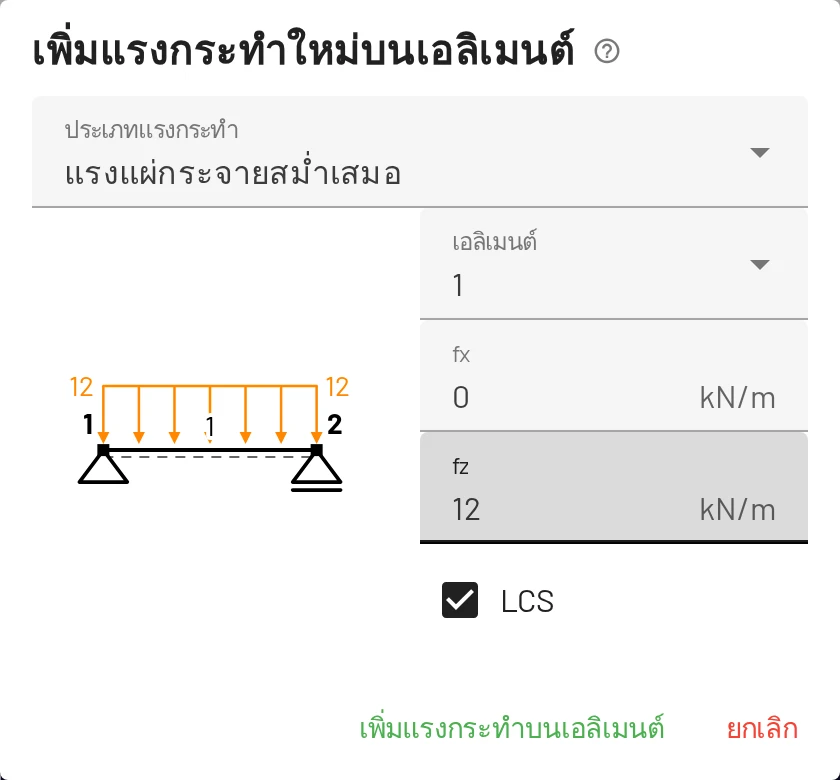 เพิ่มแรงกระทำใหม่บนเอลิเมนต์
ประเภทแรงกระทำ
แรงแผ่กระจายสม่ำเสมอ
เอลิเมนต์
1
fx
0 kN/m
fz
12 kN/m
LCS
12 12
1 1 2
เพิ่มแรงกระทำบนเอลิเมนต์ ยกเลิก